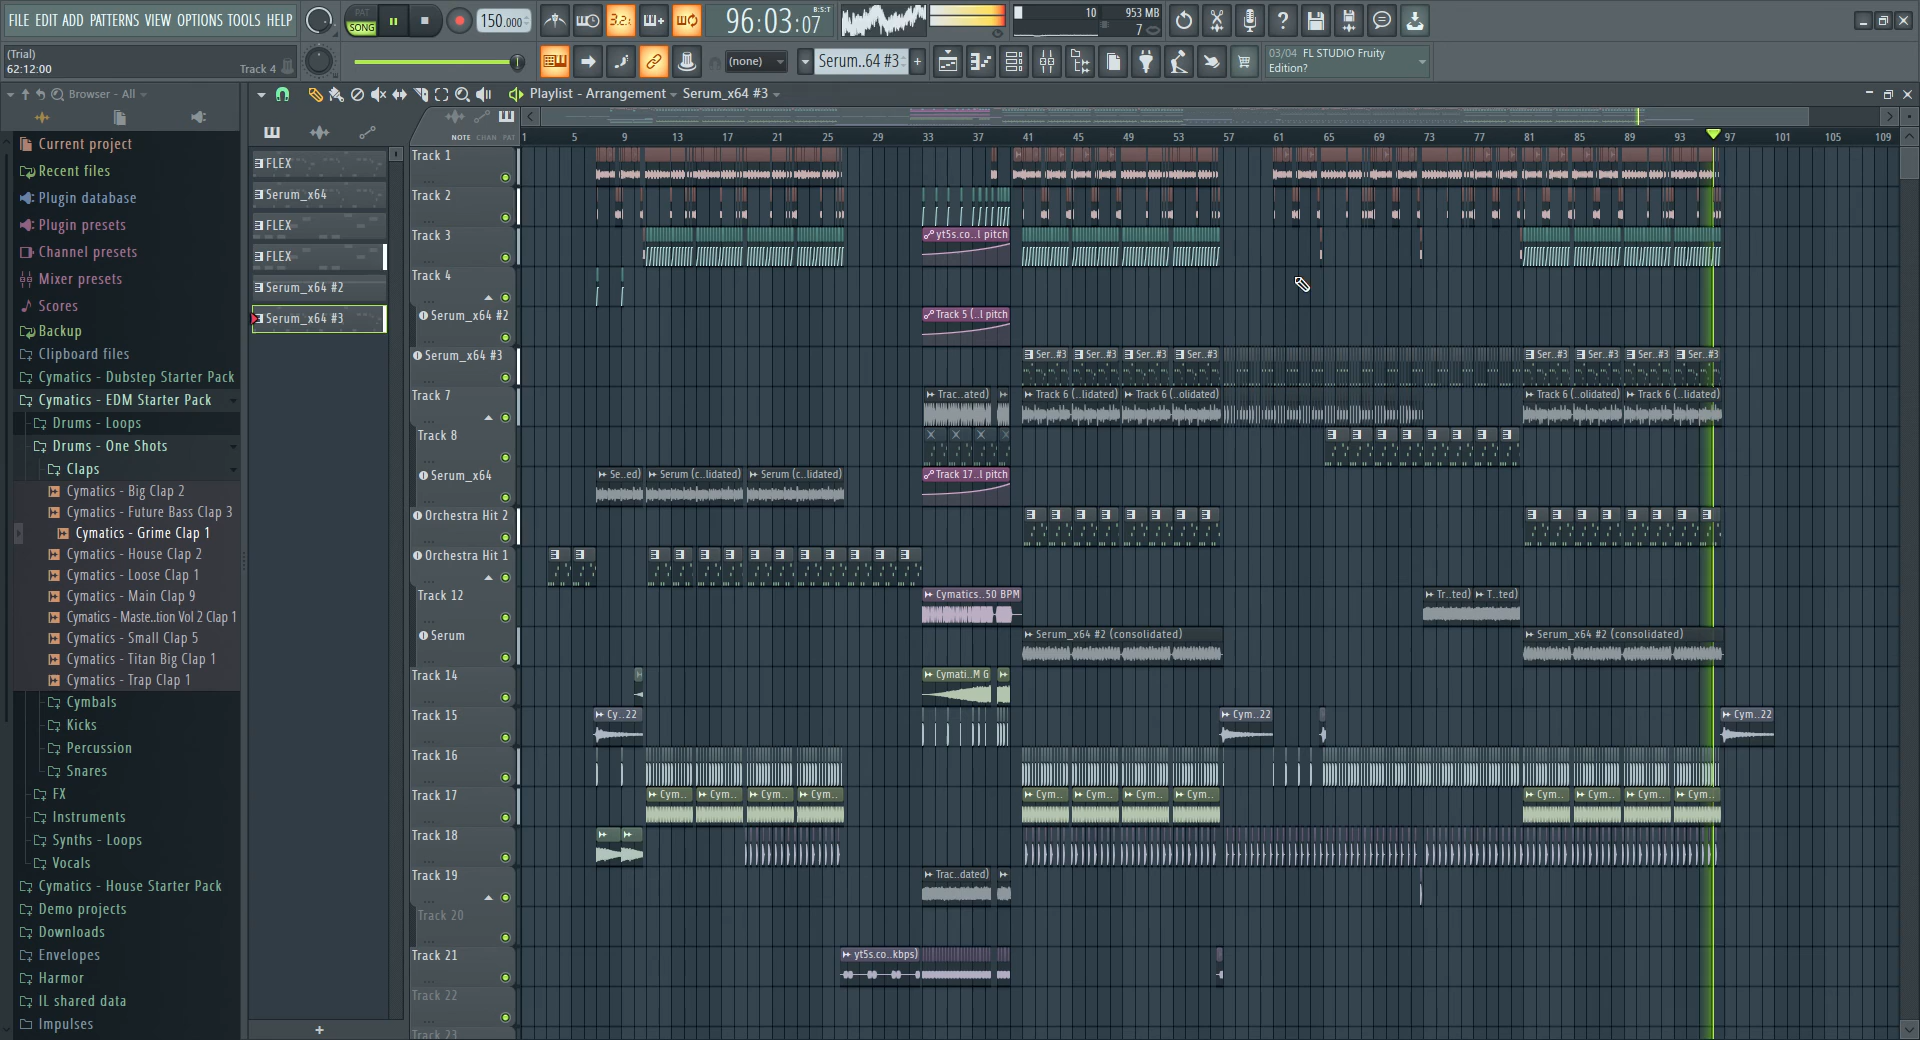 FILE EDIT ADD PATTERNS VIEW OPTIONS TOOLS HELP
PAT
SONG
150.000
3.2.
96:03:07
B:S:T
10
953 MB
7
(Trial)
62:12:00
Track 4
(none)
Serum..64 #3
03/04 FL STUDIO Fruity
Edition?
Browser - All
Playlist - Arrangement
Serum_x64 #3
Current project
Recent files
Plugin database
Plugin presets
Channel presets
Mixer presets
Scores
Backup
Clipboard files
Cymatics - Dubstep Starter Pack
Cymatics - EDM Starter Pack
Drums - Loops
Drums - One Shots
Claps
Cymatics - Big Clap 2
Cymatics - Future Bass Clap 3
Cymatics - Grime Clap 1
Cymatics - House Clap 2
Cymatics - Loose Clap 1
Cymatics - Main Clap 9
Cymatics - Maste..tion Vol 2 Clap 1
Cymatics - Small Clap 5
Cymatics - Titan Big Clap 1
Cymatics - Trap Clap 1
Cymbals
Kicks
Percussion
Snares
FX
Instruments
Synths - Loops
Vocals
Cymatics - House Starter Pack
Demo projects
Downloads
Envelopes
Harmor
IL shared data
Impulses
FLEX
Serum_x64
FLEX
FLEX
Serum_x64 #2
Serum_x64 #3
+
NOTE CHAN PAT
1 5 9 13 17 21 25 29 33 37 41 45 49 53 57 61 65 69 73 77 81 85 89 93 97 101 105 109
Track 1
Track 2
Track 3
yt5s.co..l pitch
Track 4
Serum_x64 #2
Track 5 (..l pitch
Serum_x64 #3
Ser..#3 Ser..#3 Ser..#3 Ser..#3 Ser..#3 Ser..#3 Ser..#3 Ser..#3
Track 7
Trac..ated) Track 6 (..lidated) Track 6 (..olidated) Track 6 (..olidated) Track 6 (..lidated)
Track 8
Serum_x64
Se..ed) Serum (c..lidated) Serum (c..lidated) Track 17..l pitch
Orchestra Hit 2
Orchestra Hit 1
Track 12
Cymatics..50 BPM Tr..ted) T..ted)
Serum
Serum_x64 #2 (consolidated) Serum_x64 #2 (consolidated)
Track 14
Cymati..M G
Track 15
Cy..22 Cym..22 Cym..22
Track 16
Track 17
Cym.. Cym.. Cym.. Cym.. Cym.. Cym.. Cym.. Cym.. Cym.. Cym.. Cym.. Cym..
Track 18
Track 19
Trac..dated)
Track 20
Track 21
yt5s.co..kbps)
Track 22
Track 23